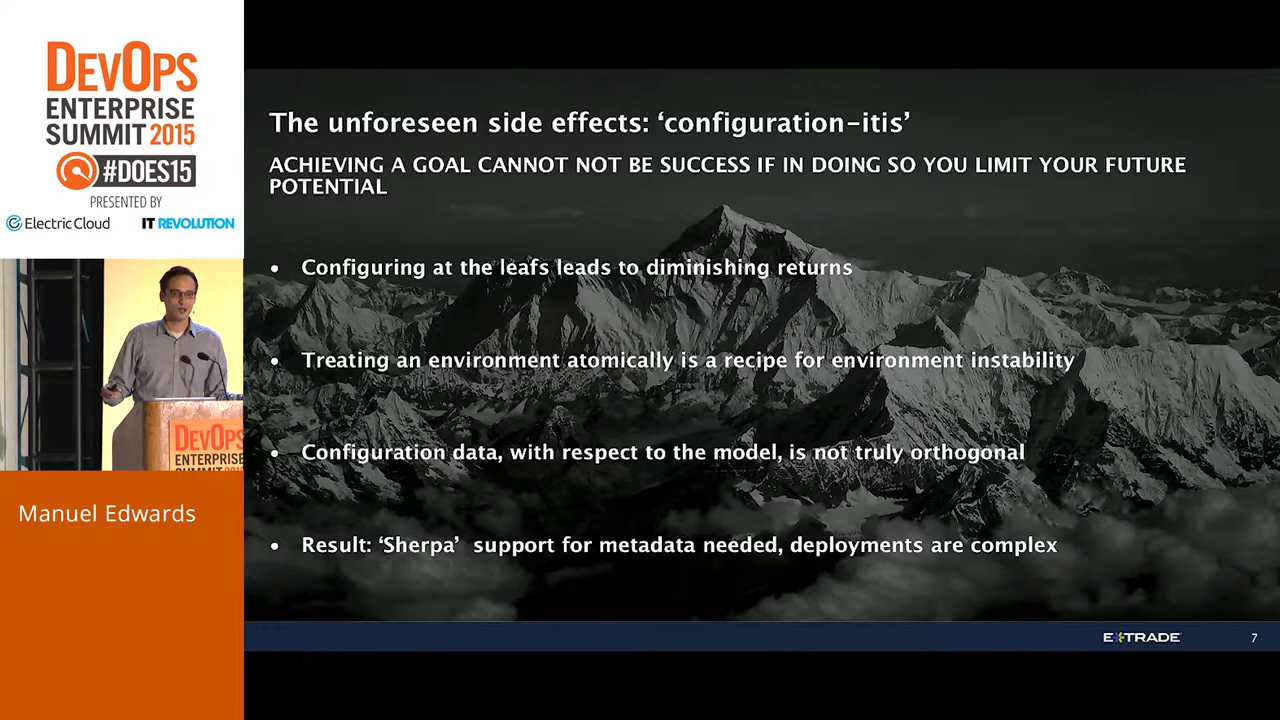 DEVOPS
ENTERPRISE
SUMMIT 2015
#DOES15
PRESENTED BY
Electric Cloud
IT REVOLUTION
DEVOPS
ENTERPRISE
Manuel Edwards
The unforeseen side effects: ‘configuration-itis’
ACHIEVING A GOAL CANNOT NOT BE SUCCESS IF IN DOING SO YOU LIMIT YOUR FUTURE
POTENTIAL
• Configuring at the leafs leads to diminishing returns
• Treating an environment atomically is a recipe for environment instability
• Configuration data, with respect to the model, is not truly orthogonal
• Result: ‘Sherpa’ support for metadata needed, deployments are complex
E*TRADE
7